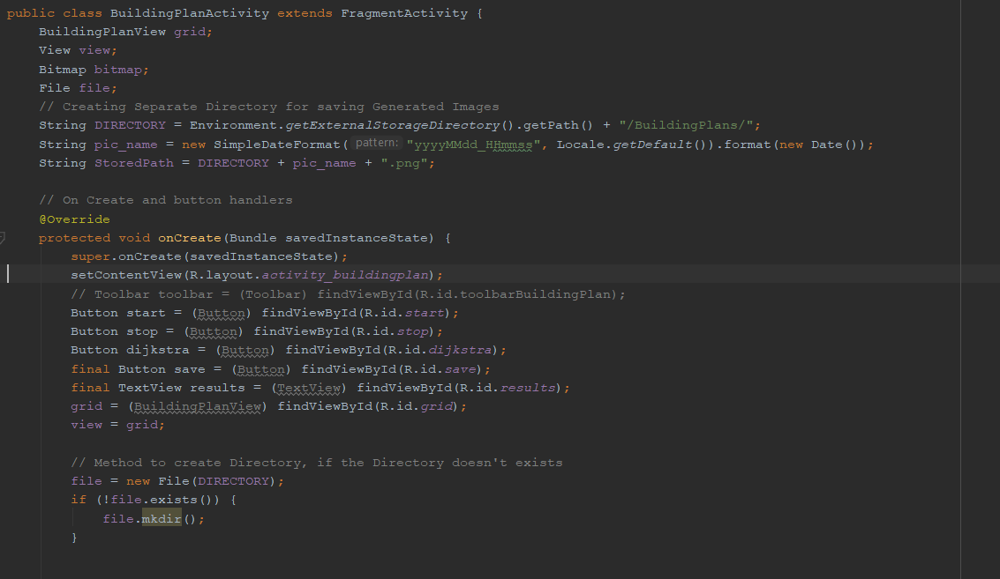 public class BuildingPlanActivity extends FragmentActivity {
    BuildingPlanView grid;
    View view;
    Bitmap bitmap;
    File file;
    // Creating Separate Directory for saving Generated Images
    String DIRECTORY = Environment.getExternalStorageDirectory().getPath() + "/BuildingPlans/";
    String pic_name = new SimpleDateFormat( pattern: "yyyyMMdd_HHmmss", Locale.getDefault()).format(new Date());
    String StoredPath = DIRECTORY + pic_name + ".png";

    // On Create and button handlers
    @Override
    protected void onCreate(Bundle savedInstanceState) {
        super.onCreate(savedInstanceState);
        setContentView(R.layout.activity_buildingplan);
        // Toolbar toolbar = (Toolbar) findViewById(R.id.toolbarBuildingPlan);
        Button start = (Button) findViewById(R.id.start);
        Button stop = (Button) findViewById(R.id.stop);
        Button dijkstra = (Button) findViewById(R.id.dijkstra);
        final Button save = (Button) findViewById(R.id.save);
        final TextView results = (TextView) findViewById(R.id.results);
        grid = (BuildingPlanView) findViewById(R.id.grid);
        view = grid;

        // Method to create Directory, if the Directory doesn't exists
        file = new File(DIRECTORY);
        if (!file.exists()) {
            file.mkdir();
        }